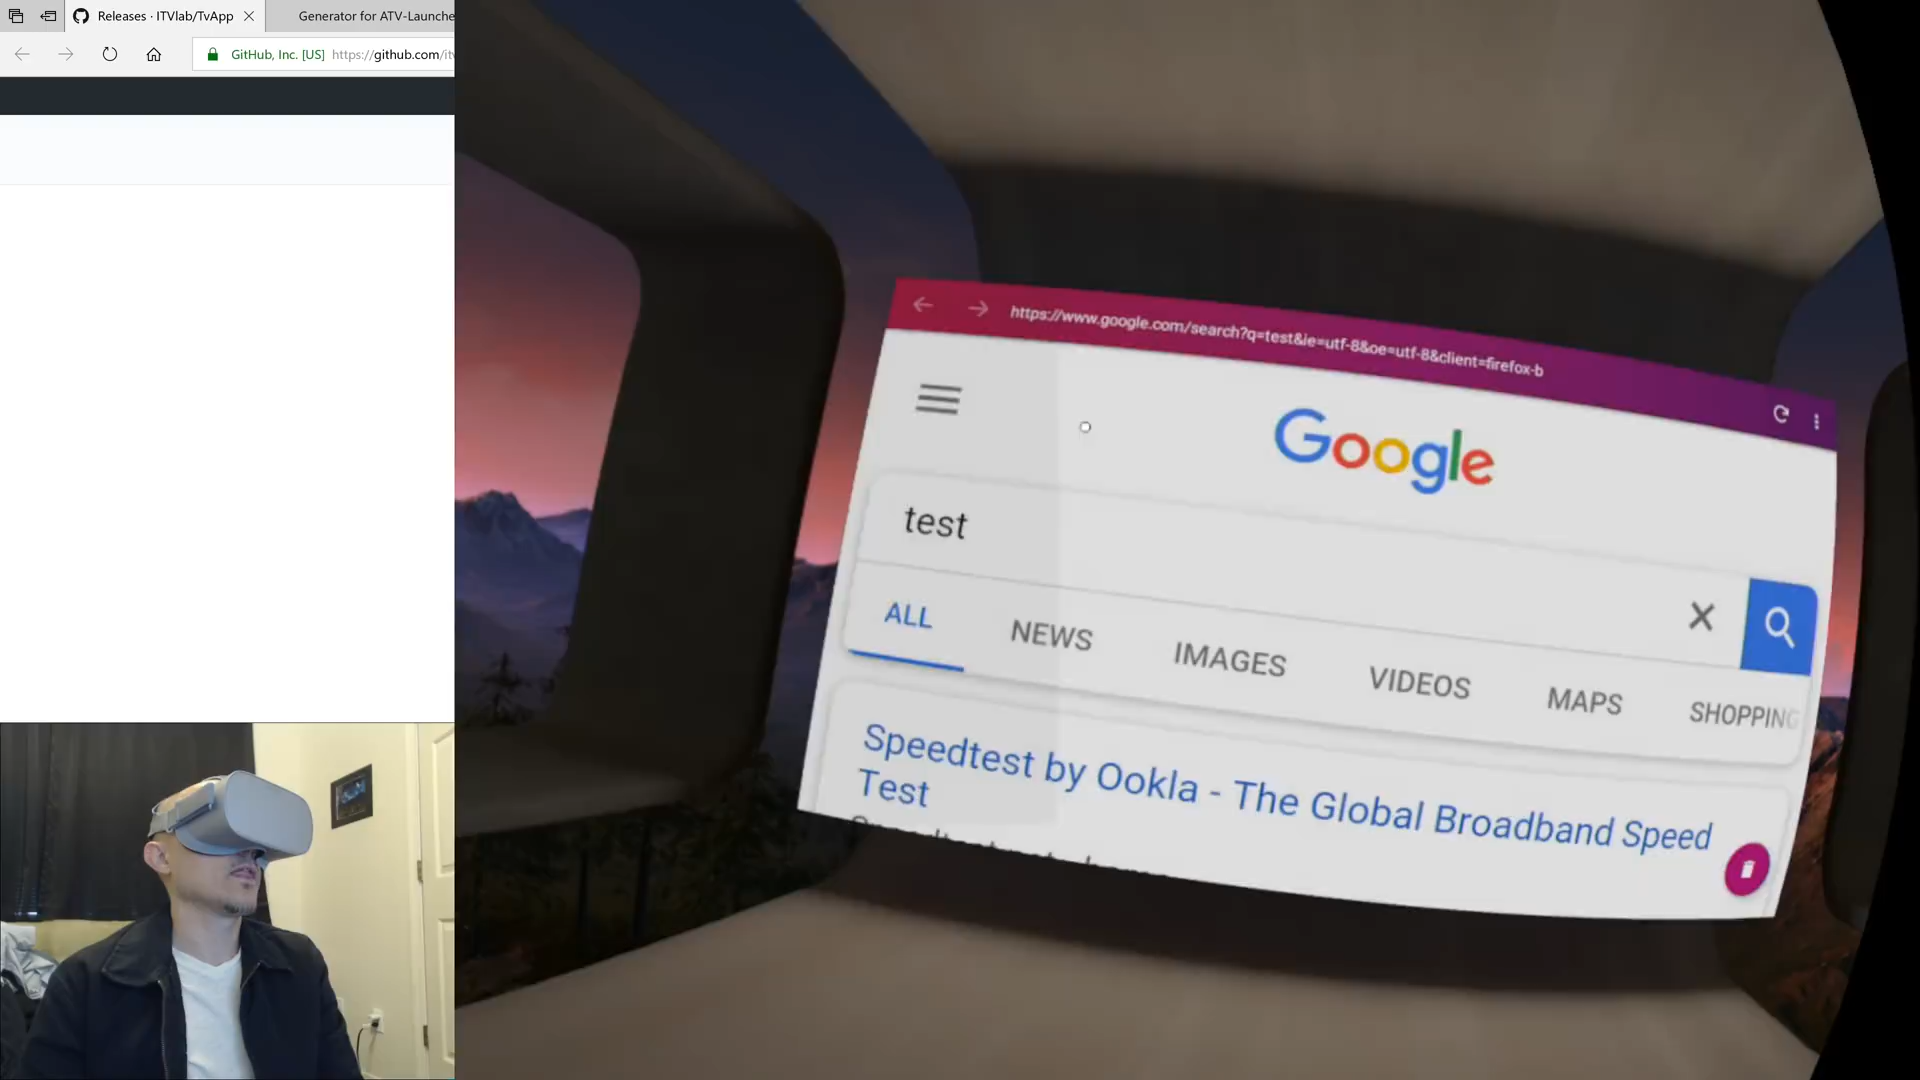 Releases · ITVlab/TvApp
Generator for ATV-Launche
GitHub, Inc. [US] https://github.com/itv
https://www.google.com/search?q=test&ie=utf-8&oe=utf-8&client=firefox-b
Google
test
ALL NEWS IMAGES VIDEOS MAPS SHOPPING
Speedtest by Ookla - The Global Broadband Speed
Test